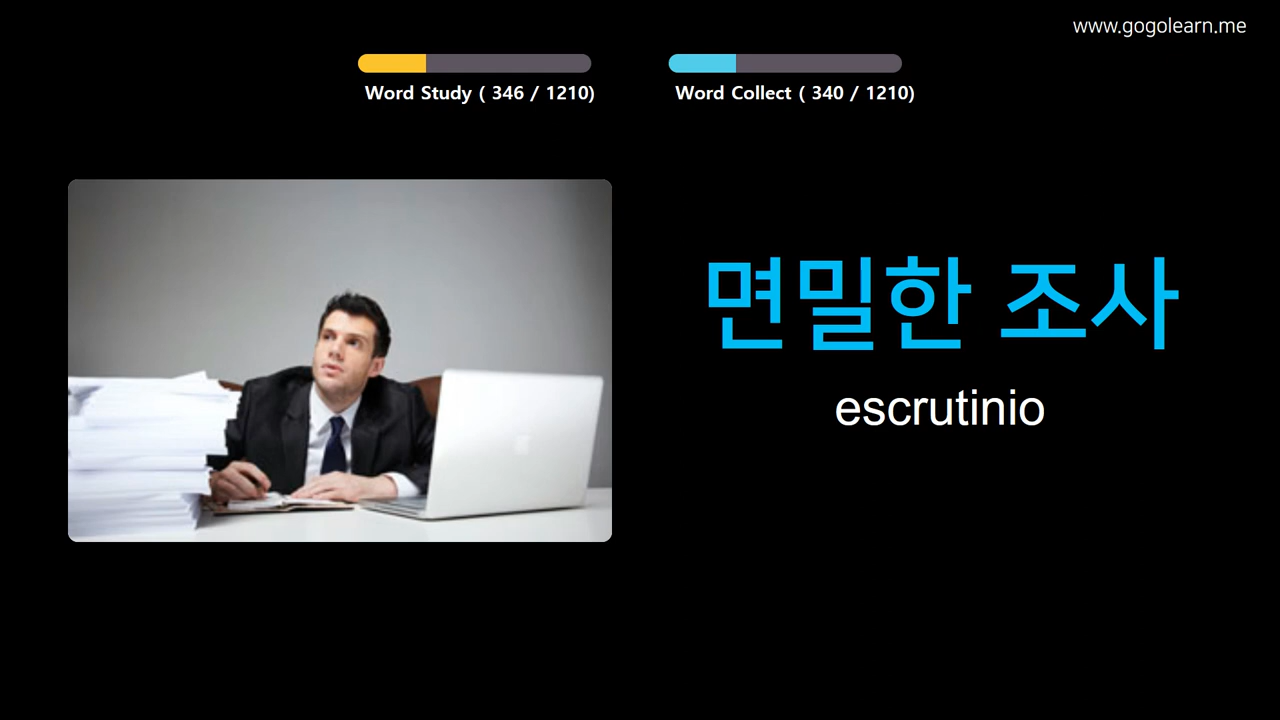 www.gogolearn.me
Word Study ( 346 / 1210)
Word Collect ( 340 / 1210)
면밀한 조사
escrutinio